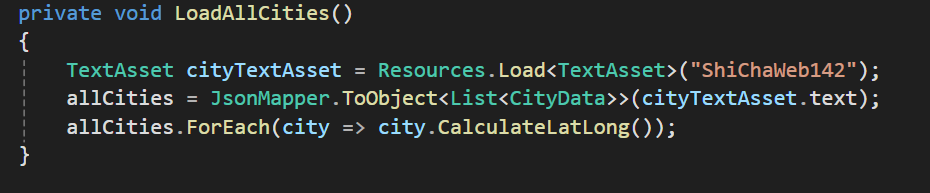 private void LoadAllCities()
{
TextAsset cityTextAsset = Resources.Load<TextAsset>("ShiChaWeb142");
allCities = JsonMapper.ToObject<List<CityData>>(cityTextAsset.text);
allCities.ForEach(city => city.CalculateLatLong());
}